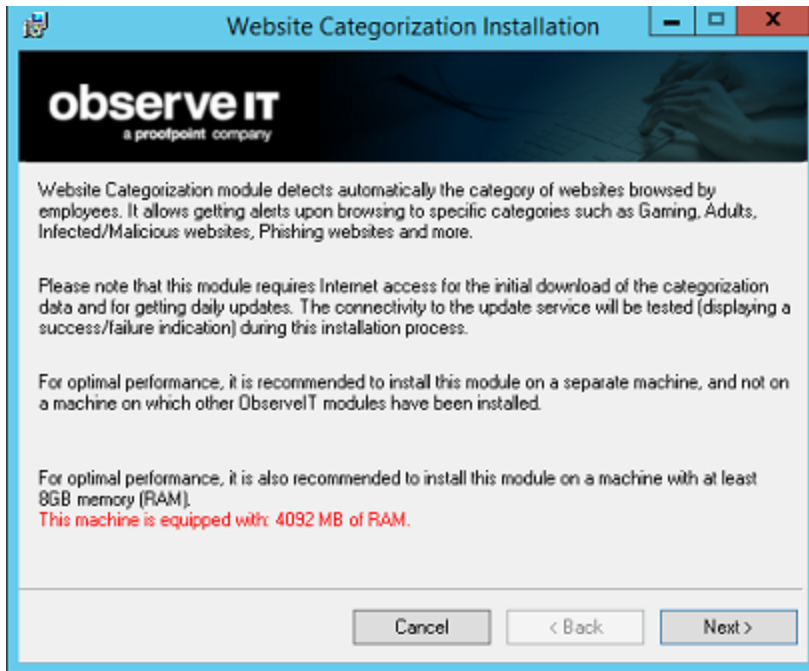 Website Categorization Installation
observe IT
a proofpoint company
Website Categorization module detects automatically the category of websites browsed by
employees. It allows getting alerts upon browsing to specific categories such as Gaming, Adults,
Infected/Malicious websites, Phishing websites and more.
Please note that this module requires Internet access for the initial download of the categorization
data and for getting daily updates. The connectivity to the update service will be tested (displaying a
success/failure indication) during this installation process.
For optimal performance, it is recommended to install this module on a separate machine, and not on
a machine on which other ObserveIT modules have been installed.
For optimal performance, it is also recommended to install this module on a machine with at least
8GB memory (RAM).
This machine is equipped with: 4092 MB of RAM.
Cancel
< Back
Next >